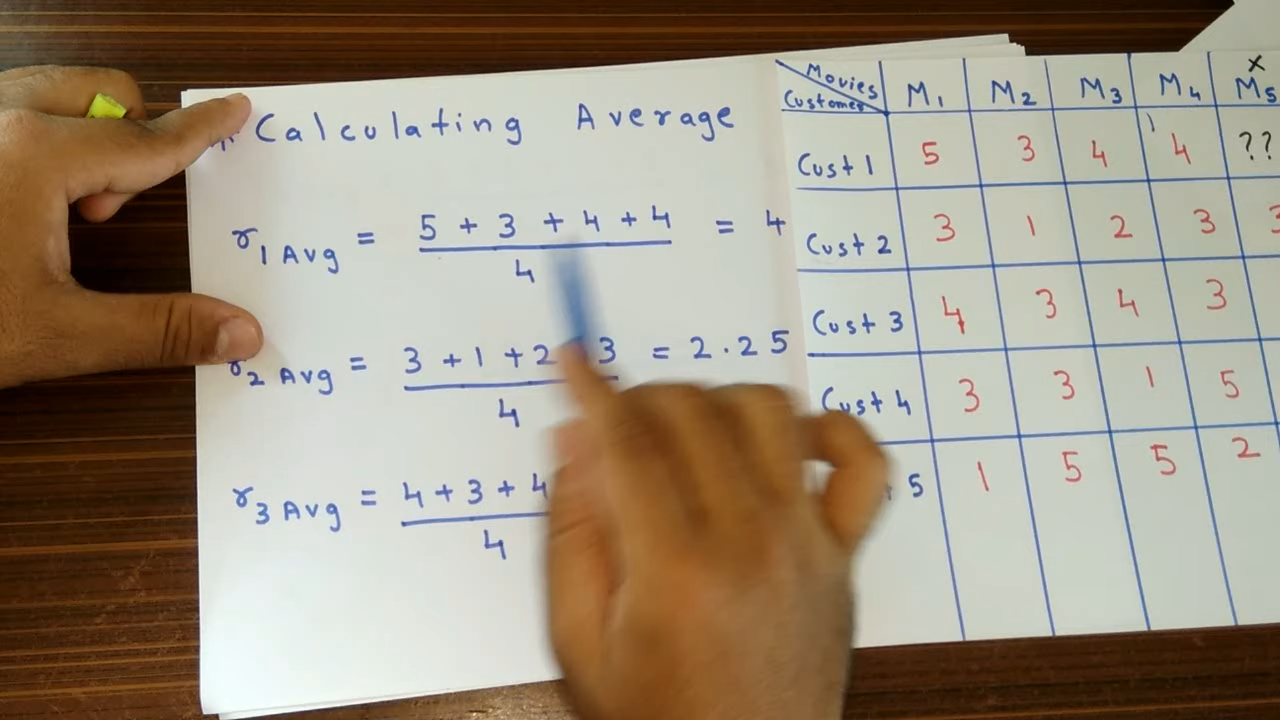 Calculating Average
r1 Avg = 5 + 3 + 4 + 4 = 4
4
r2 Avg = 3 + 1 + 2 3 = 2.25
4
r3 Avg = 4 + 3 + 4
4
Movies
Customer M1 M2 M3 M4 M5
x
Cust 1 5 3 4 4 ??
Cust 2 3 1 2 3 3
Cust 3 4 3 4 3
Cust 4 3 3 1 5
5 1 5 5 2